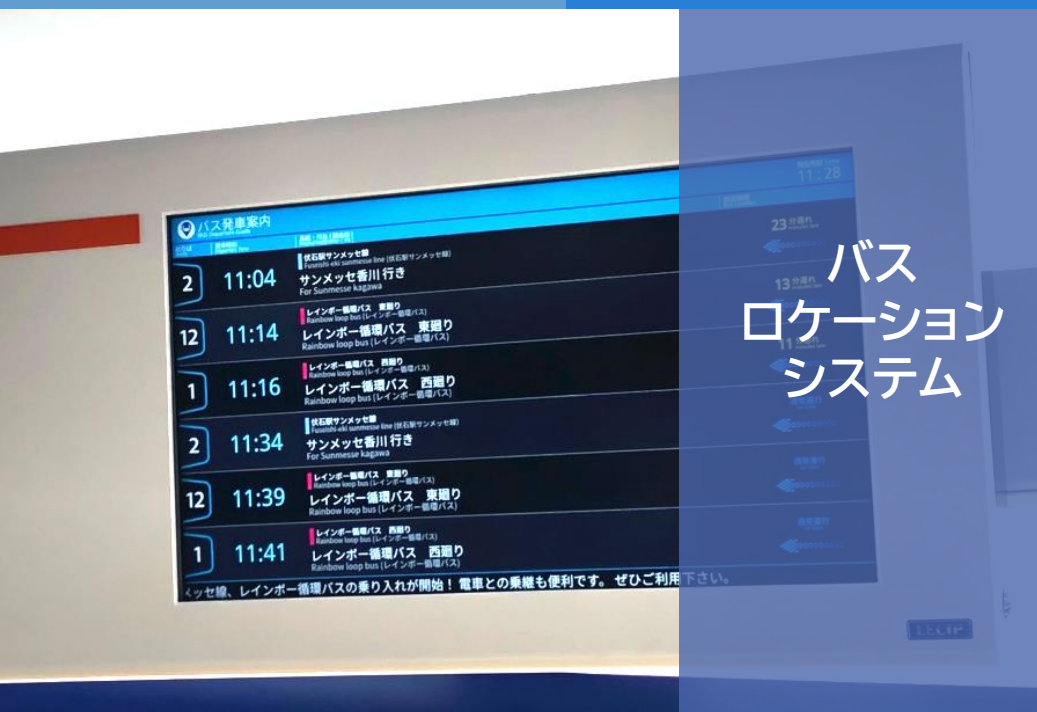 バス発車案内
11:28
伏石駅サンメッセ線
Fuseishi-eki sunmesse line (伏石駅サンメッセ線)
2 11:04 サンメッセ香川 行き 23 分遅れ
For Sunmesse kagawa
レインボー循環バス 東廻り
Rainbow loop bus (レインボー循環バス)
12 11:14 レインボー循環バス 東廻り 13 分遅れ
Rainbow loop bus (レインボー循環バス)
レインボー循環バス 西廻り
Rainbow loop bus (レインボー循環バス)
1 11:16 レインボー循環バス 西廻り 11
Rainbow loop bus (レインボー循環バス)
伏石駅サンメッセ線
Fuseishi-eki sunmesse line (伏石駅サンメッセ線)
2 11:34 サンメッセ香川 行き
For Sunmesse kagawa
レインボー循環バス 東廻り
Rainbow loop bus (レインボー循環バス)
12 11:39 レインボー循環バス 東廻り 通常運行
Rainbow loop bus (レインボー循環バス)
レインボー循環バス 西廻り
Rainbow loop bus (レインボー循環バス)
1 11:41 レインボー循環バス 西廻り 通常運行
Rainbow loop bus (レインボー循環バス)
ッセ線、レインボー循環バスの乗り入れが開始！ 電車との乗継も便利です。 ぜひご利用下さい。
LECIP
バス
ロケーション
システム